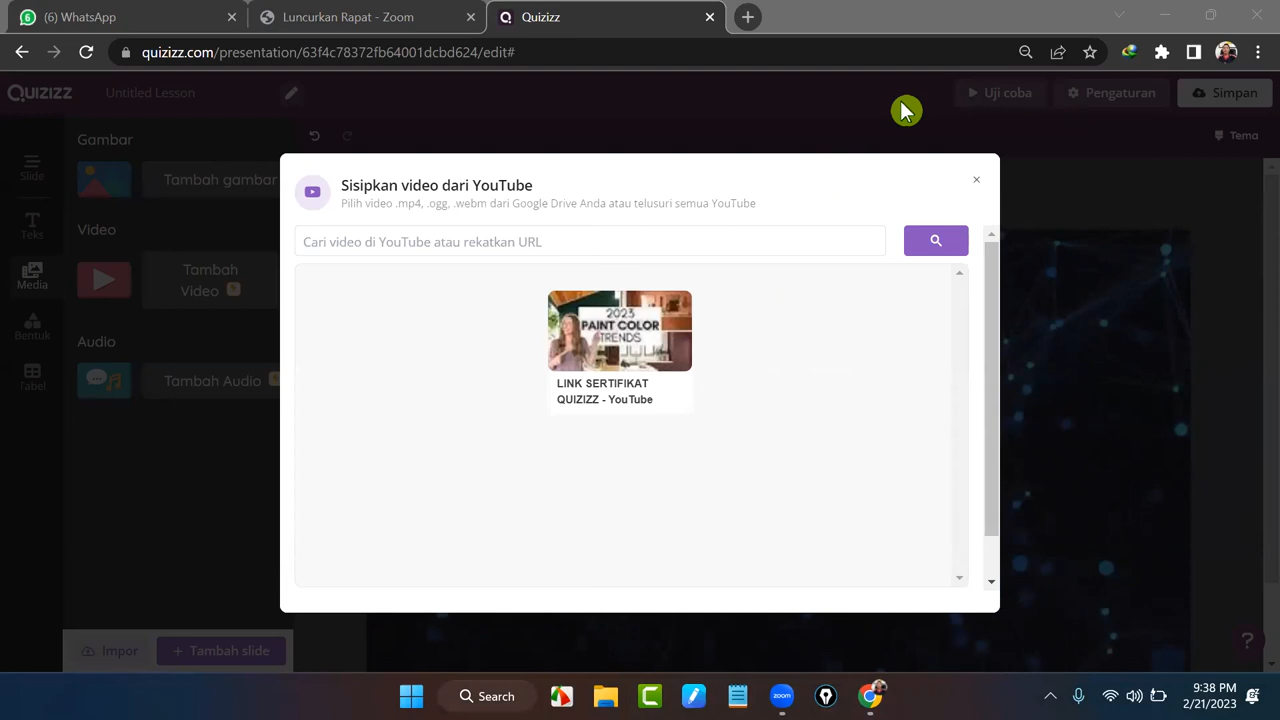 (6) WhatsApp
Luncurkan Rapat - Zoom
Quizizz
quizizz.com/presentation/63f4c78372fb64001dcbd624/edit#
QUIZIZZ
Untitled Lesson
Uji coba
Pengaturan
Simpan
Tema
Slide
Teks
Media
Bentuk
Tabel
Gambar
Tambah gambar
Video
Tambah
Video
Audio
Tambah Audio
Impor
+ Tambah slide
Sisipkan video dari YouTube
Pilih video .mp4, .ogg, .webm dari Google Drive Anda atau telusuri semua YouTube
Cari video di YouTube atau rekatkan URL
2023
PAINT COLOR
TRENDS
LINK SERTIFIKAT
QUIZIZZ - YouTube
?
Search
zoom
9:38 PM
2/21/2023